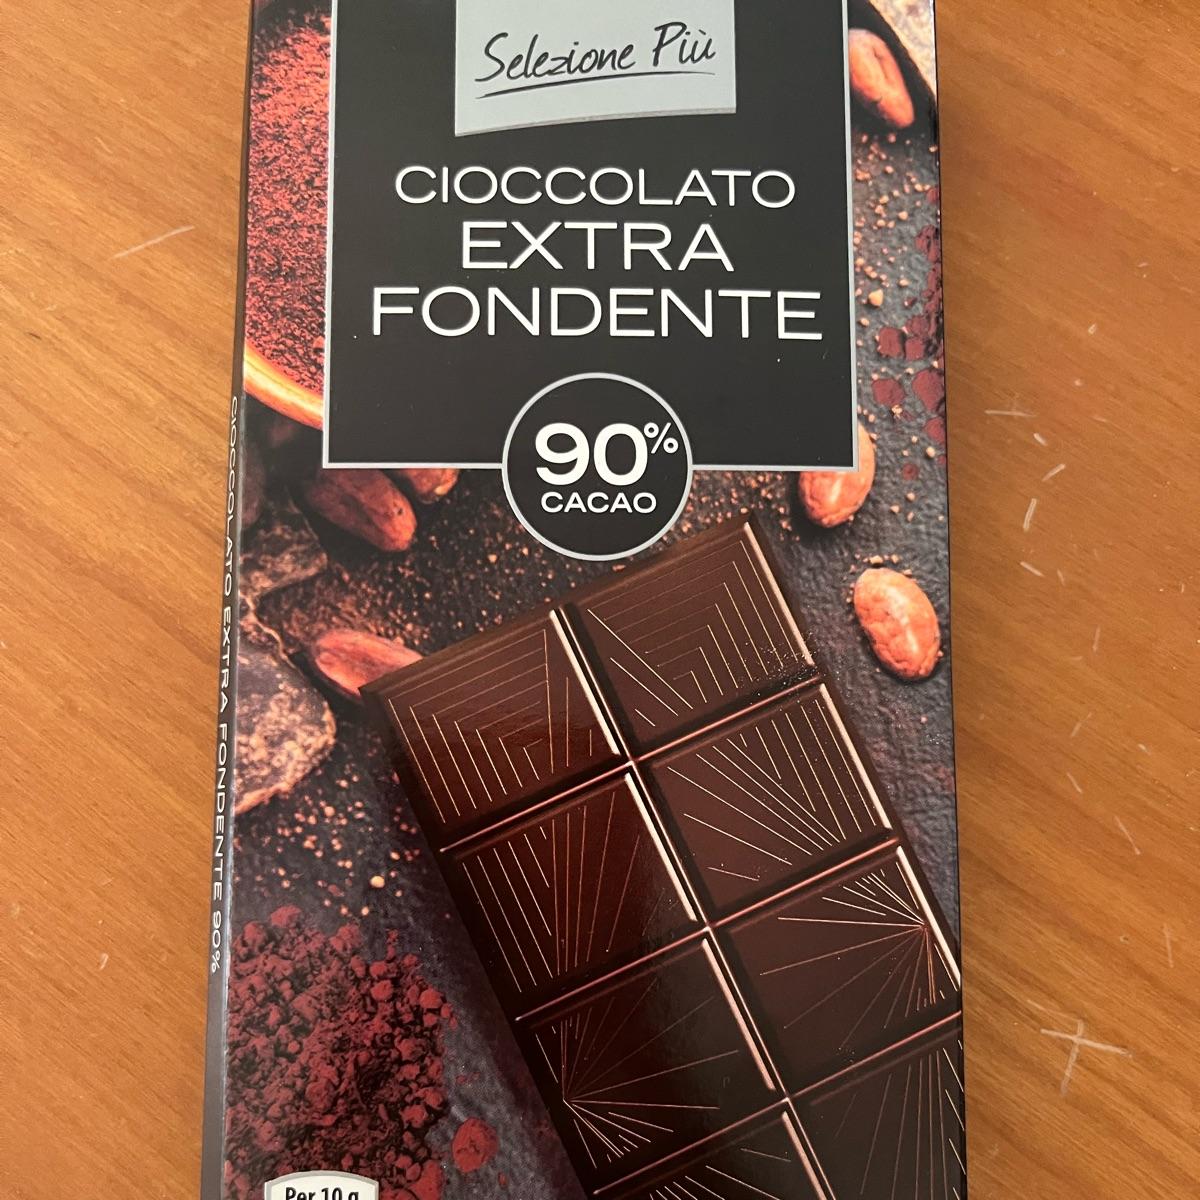 Selezione Più
CIOCCOLATO
EXTRA
FONDENTE
90%
CACAO
CIOCCOLATO EXTRA FONDENTE 90%
Per 10 g